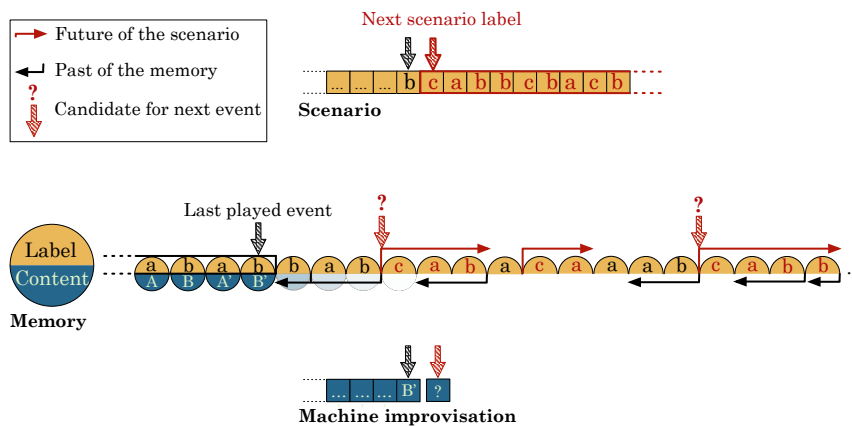 Next scenario label
Future of the scenario
Past of the memory
?
Candidate for next event
... ... ... b c a b b c b a c b
Scenario
Last played event
?
?
Label
Content
a b a b b a b c a b a c a a a b c a b b
A B A' B'
Memory
... ... ... B' ?
Machine improvisation